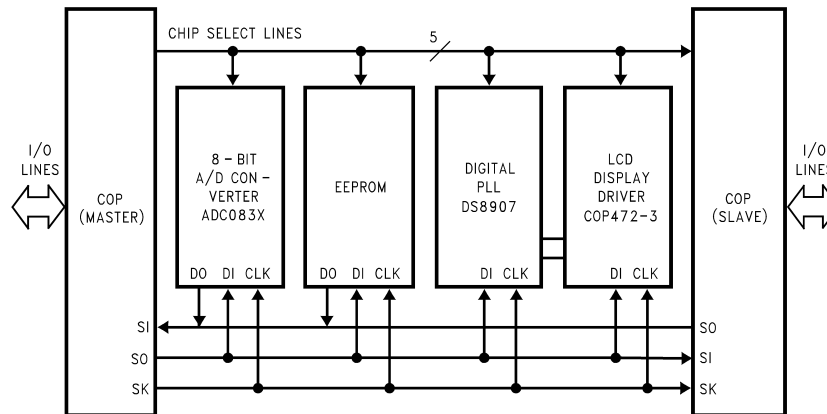 CHIP SELECT LINES
5
I/O
LINES
COP
(MASTER)
8 - BIT
A/D CON -
VERTER
ADC083X
DO DI CLK
EEPROM
DO DI CLK
DIGITAL
PLL
DS8907
DI CLK
LCD
DISPLAY
DRIVER
COP472-3
DI CLK
COP
(SLAVE)
I/O
LINES
SI
SO
SK
SO
SI
SK